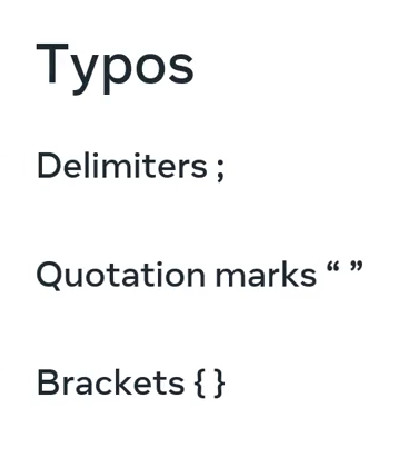 Typos
Delimiters ;
Quotation marks “ ”
Brackets { }